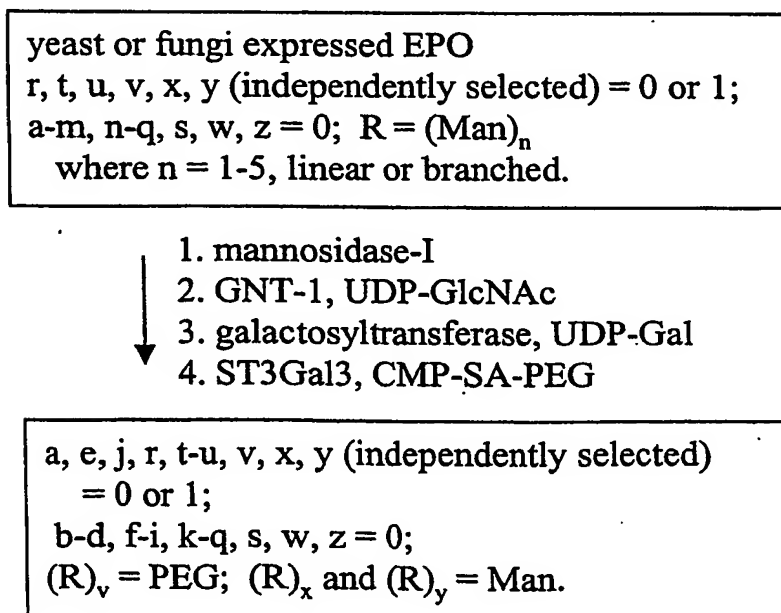 yeast or fungi expressed EPO
r, t, u, v, x, y (independently selected) = 0 or 1;
a-m, n-q, s, w, z = 0; R = (Man)n
where n = 1-5, linear or branched.
1. mannosidase-I
2. GNT-1, UDP-GlcNAc
3. galactosyltransferase, UDP-Gal
4. ST3Gal3, CMP-SA-PEG
a, e, j, r, t-u, v, x, y (independently selected)
= 0 or 1;
b-d, f-i, k-q, s, w, z = 0;
(R)v = PEG; (R)x and (R)y = Man.